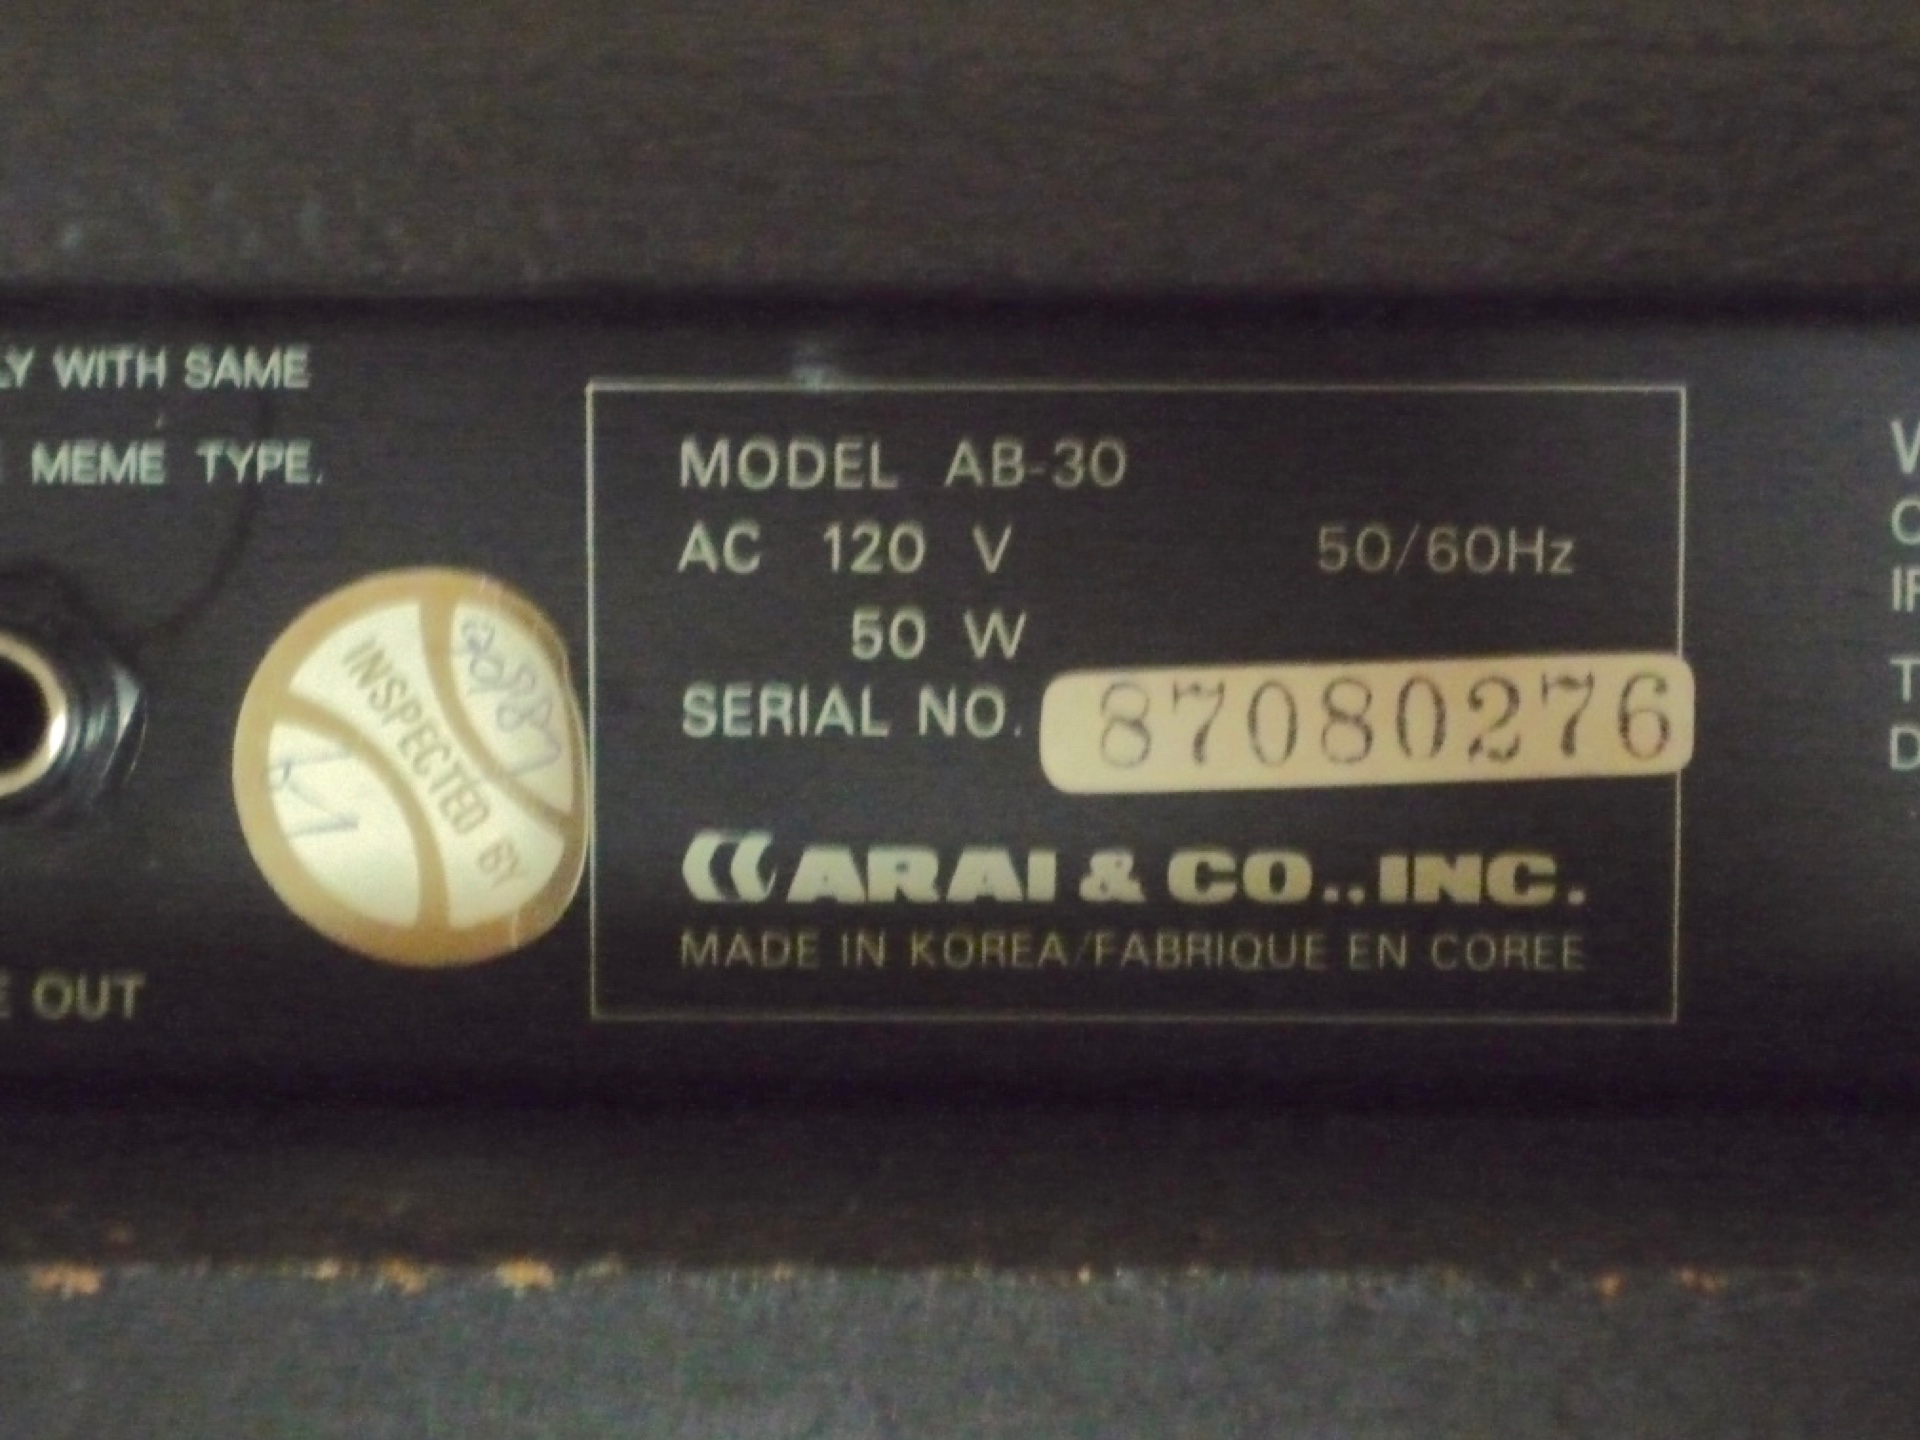 LY WITH SAME
MEME TYPE.
E OUT
INSPECTED BY
MODEL AB-30
AC 120 V 50/60Hz
50 W
SERIAL NO. 87080276
ARAI & CO., INC.
MADE IN KOREA/FABRIQUE EN COREE